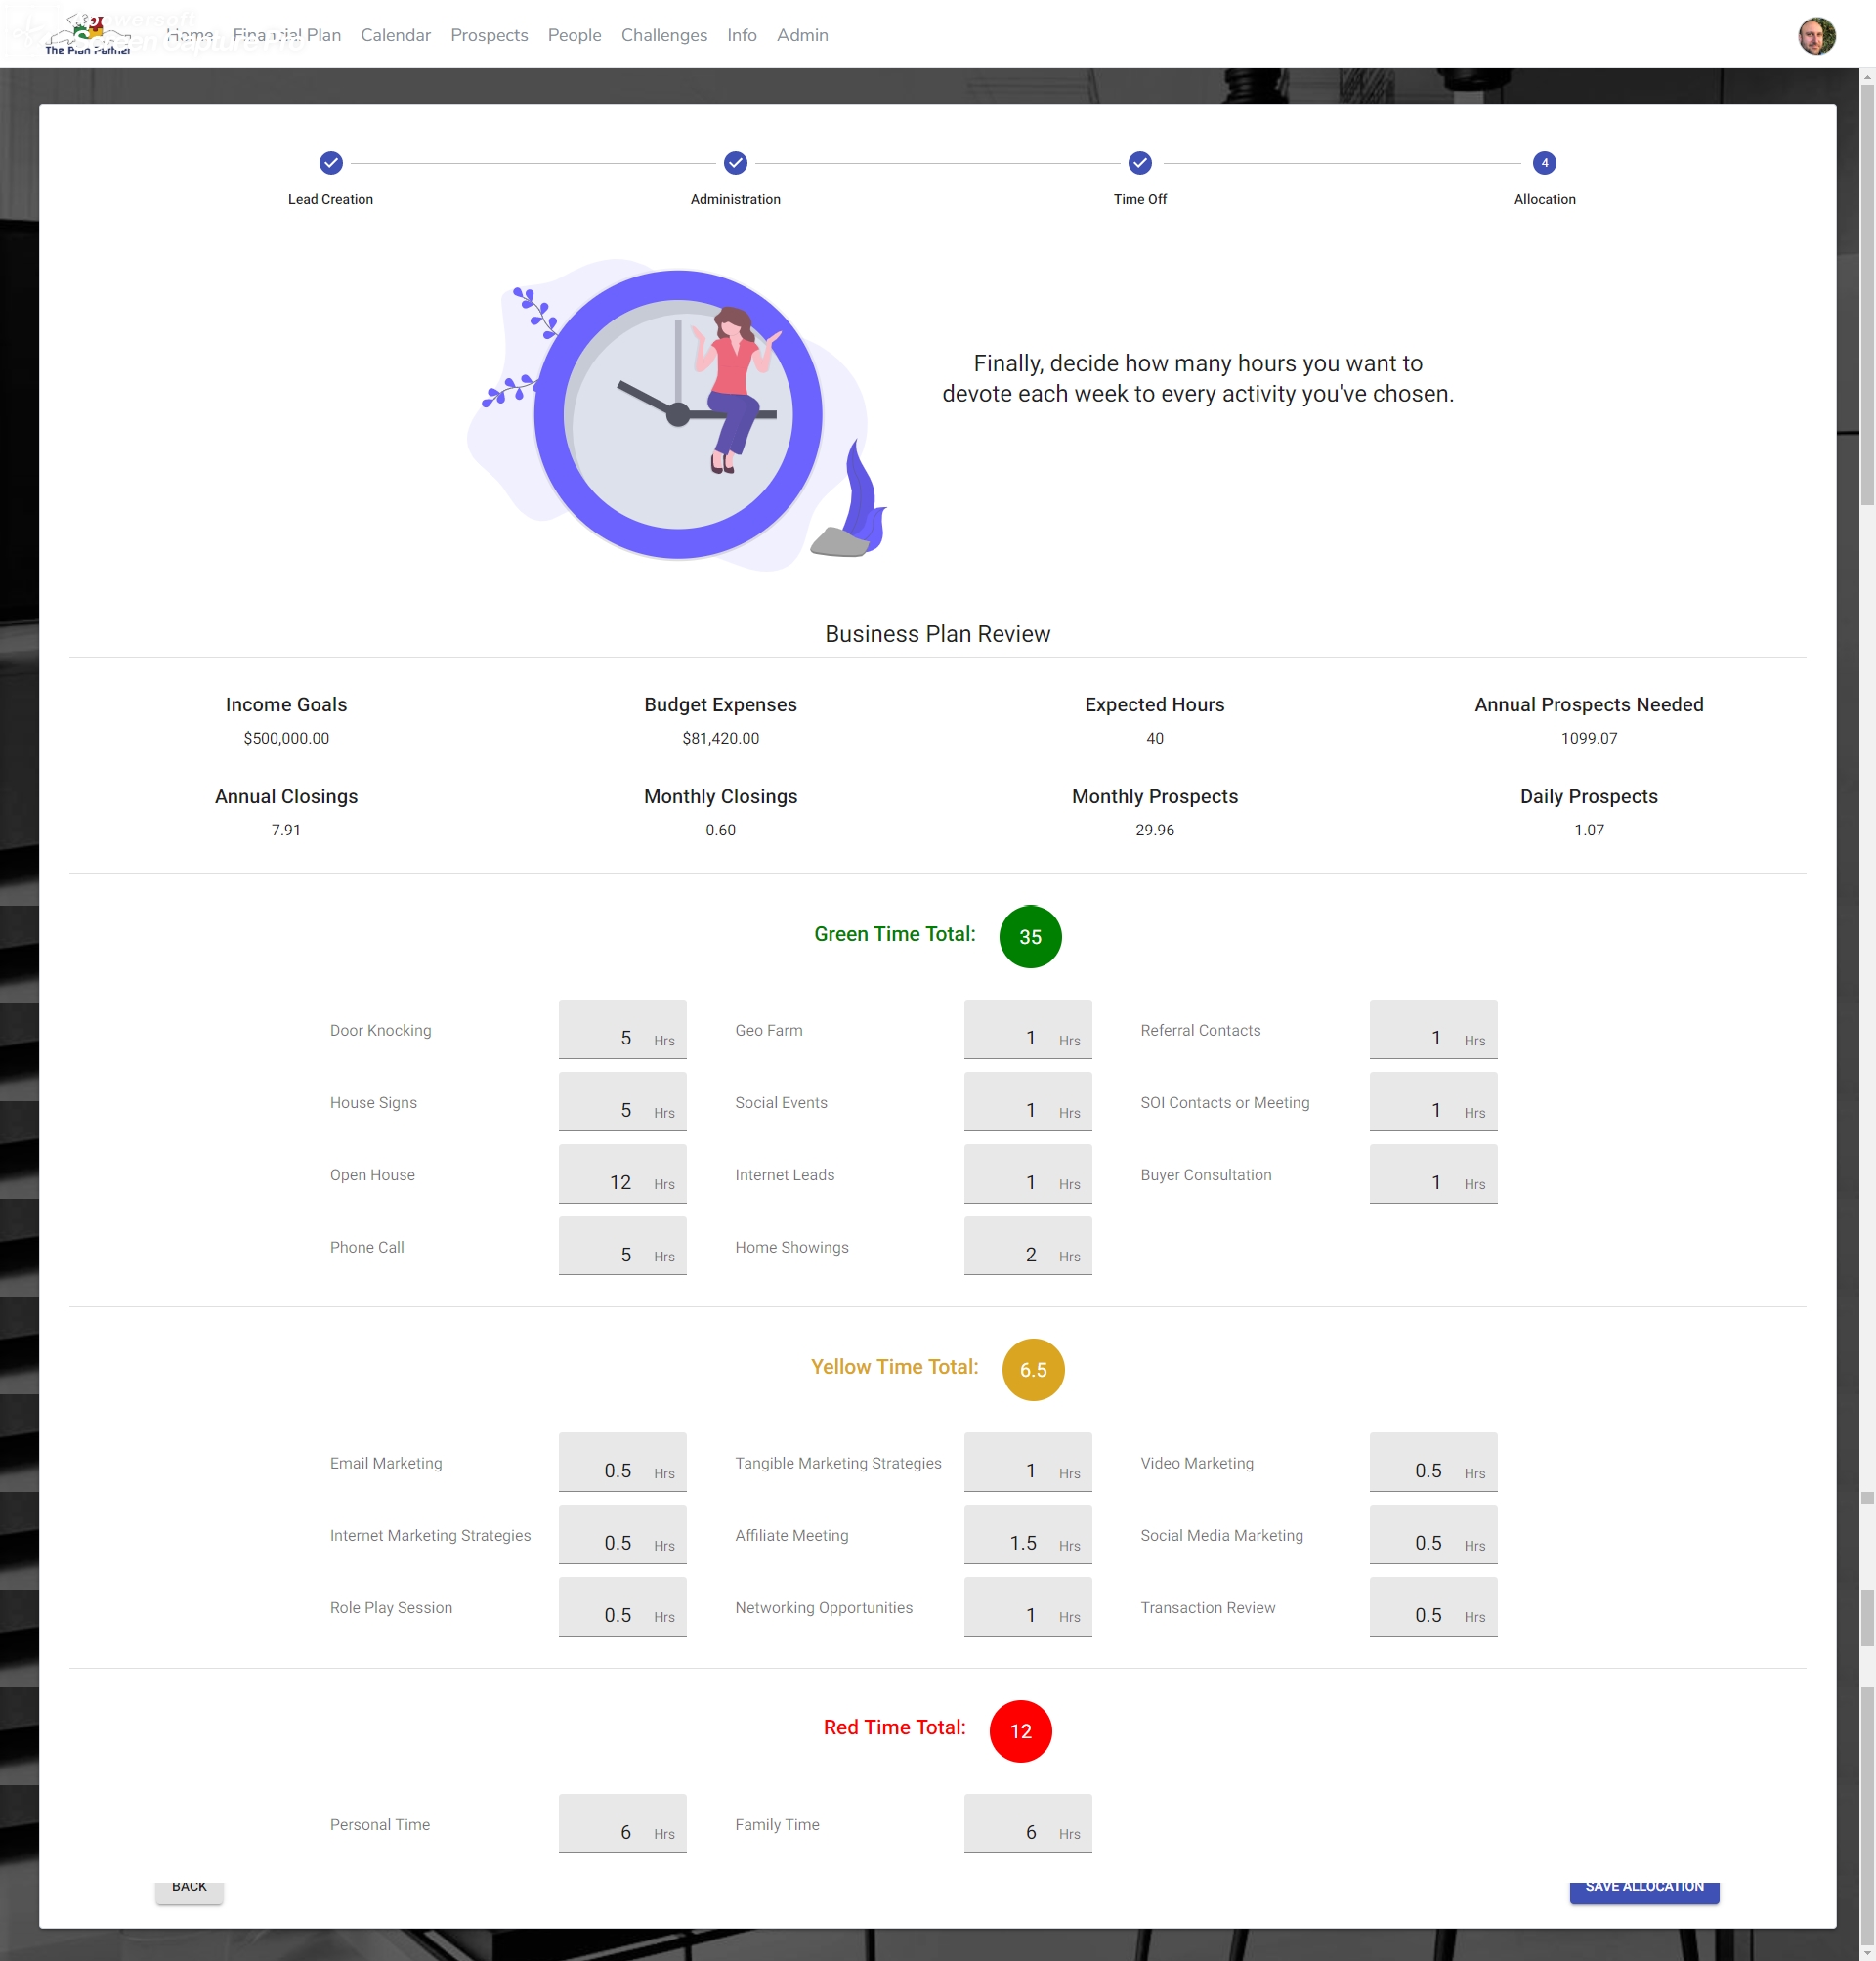 The Plan Planner
Home Financial Plan Calendar Prospects People Challenges Info Admin
4
Lead Creation Administration Time Off Allocation
Finally, decide how many hours you want to
devote each week to every activity you've chosen.
Business Plan Review
Income Goals Budget Expenses Expected Hours Annual Prospects Needed
$500,000.00 $81,420.00 40 1099.07
Annual Closings Monthly Closings Monthly Prospects Daily Prospects
7.91 0.60 29.96 1.07
Green Time Total: 35
Door Knocking 5 Hrs Geo Farm 1 Hrs Referral Contacts 1 Hrs
House Signs 5 Hrs Social Events 1 Hrs SOI Contacts or Meeting 1 Hrs
Open House 12 Hrs Internet Leads 1 Hrs Buyer Consultation 1 Hrs
Phone Call 5 Hrs Home Showings 2 Hrs
Yellow Time Total: 6.5
Email Marketing 0.5 Hrs Tangible Marketing Strategies 1 Hrs Video Marketing 0.5 Hrs
Internet Marketing Strategies 0.5 Hrs Affiliate Meeting 1.5 Hrs Social Media Marketing 0.5 Hrs
Role Play Session 0.5 Hrs Networking Opportunities 1 Hrs Transaction Review 0.5 Hrs
Red Time Total: 12
Personal Time 6 Hrs Family Time 6 Hrs
BACK SAVE ALLOCATION